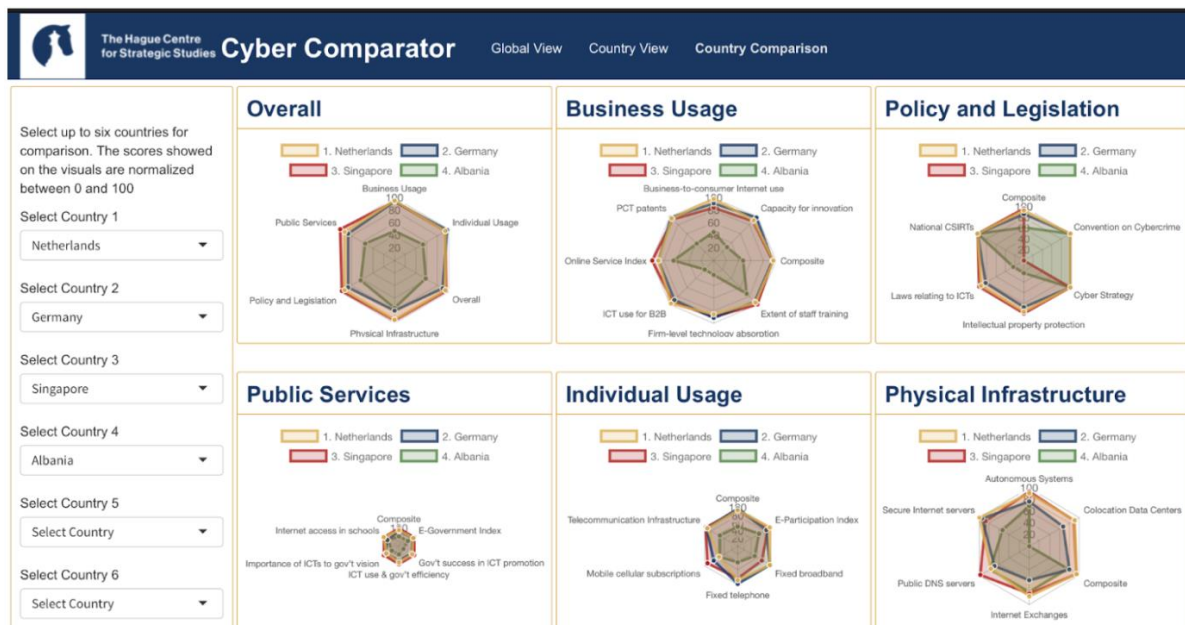 The Hague Centre
for Strategic Studies
Cyber Comparator
Global View
Country View
Country Comparison
Select up to six countries for
comparison. The scores showed
on the visuals are normalized
between 0 and 100
Select Country 1
Netherlands
Select Country 2
Germany
Select Country 3
Singapore
Select Country 4
Albania
Select Country 5
Select Country
Select Country 6
Select Country
Overall
1. Netherlands
2. Germany
3. Singapore
4. Albania
Business Usage
100
80
60
40
20
Public Services
Individual Usage
Policy and Legislation
Overall
Physical Infrastructure
Business Usage
1. Netherlands
2. Germany
3. Singapore
4. Albania
Business-to-consumer Internet use
100
80
60
40
20
PCT patents
Capacity for innovation
Online Service Index
Composite
ICT use for B2B
Extent of staff training
Firm-level technology absorption
Policy and Legislation
1. Netherlands
2. Germany
3. Singapore
4. Albania
Composite
100
National CSIRTs
Convention on Cybercrime
Laws relating to ICTs
Cyber Strategy
Intellectual property protection
Public Services
1. Netherlands
2. Germany
3. Singapore
4. Albania
Composite
Internet access in schools
E-Government Index
Importance of ICTs to gov't vision
Gov't success in ICT promotion
ICT use & gov't efficiency
Individual Usage
1. Netherlands
2. Germany
3. Singapore
4. Albania
Composite
Telecommunication Infrastructure
E-Participation Index
Mobile cellular subscriptions
Fixed broadband
Fixed telephone
Physical Infrastructure
1. Netherlands
2. Germany
3. Singapore
4. Albania
Autonomous Systems
100
Secure Internet servers
Colocation Data Centers
Public DNS servers
Composite
Internet Exchanges